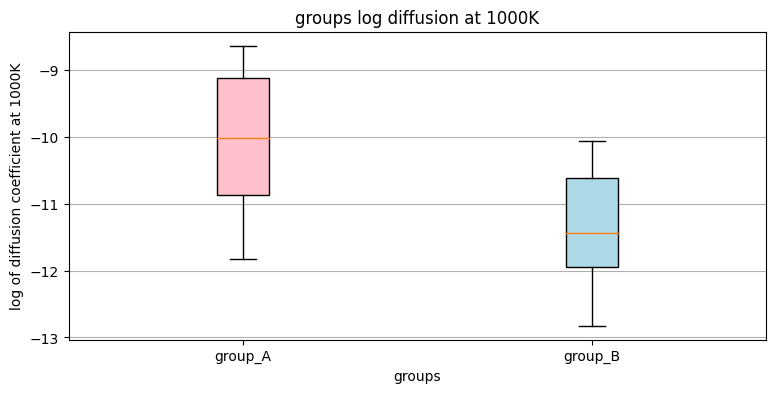 groups log diffusion at 1000K
log of diffusion coefficient at 1000K
−9
−10
−11
−12
−13
group_A
group_B
groups